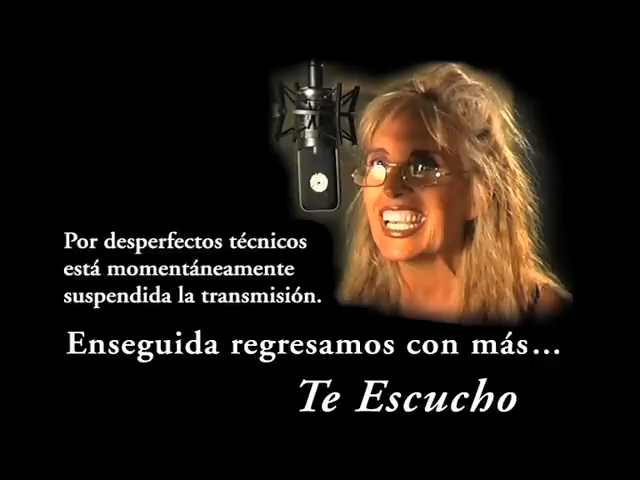 Por desperfectos técnicos
está momentáneamente
suspendida la transmisión.
Enseguida regresamos con más...
Te Escucho